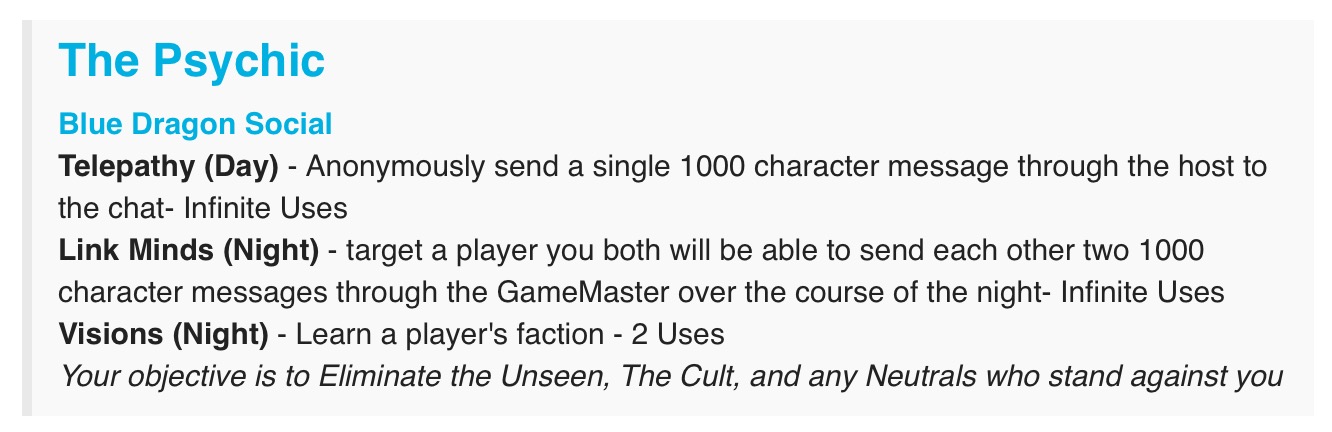 The Psychic
Blue Dragon Social
Telepathy (Day) - Anonymously send a single 1000 character message through the host to
the chat- Infinite Uses
Link Minds (Night) - target a player you both will be able to send each other two 1000
character messages through the GameMaster over the course of the night- Infinite Uses
Visions (Night) - Learn a player's faction - 2 Uses
Your objective is to Eliminate the Unseen, The Cult, and any Neutrals who stand against you